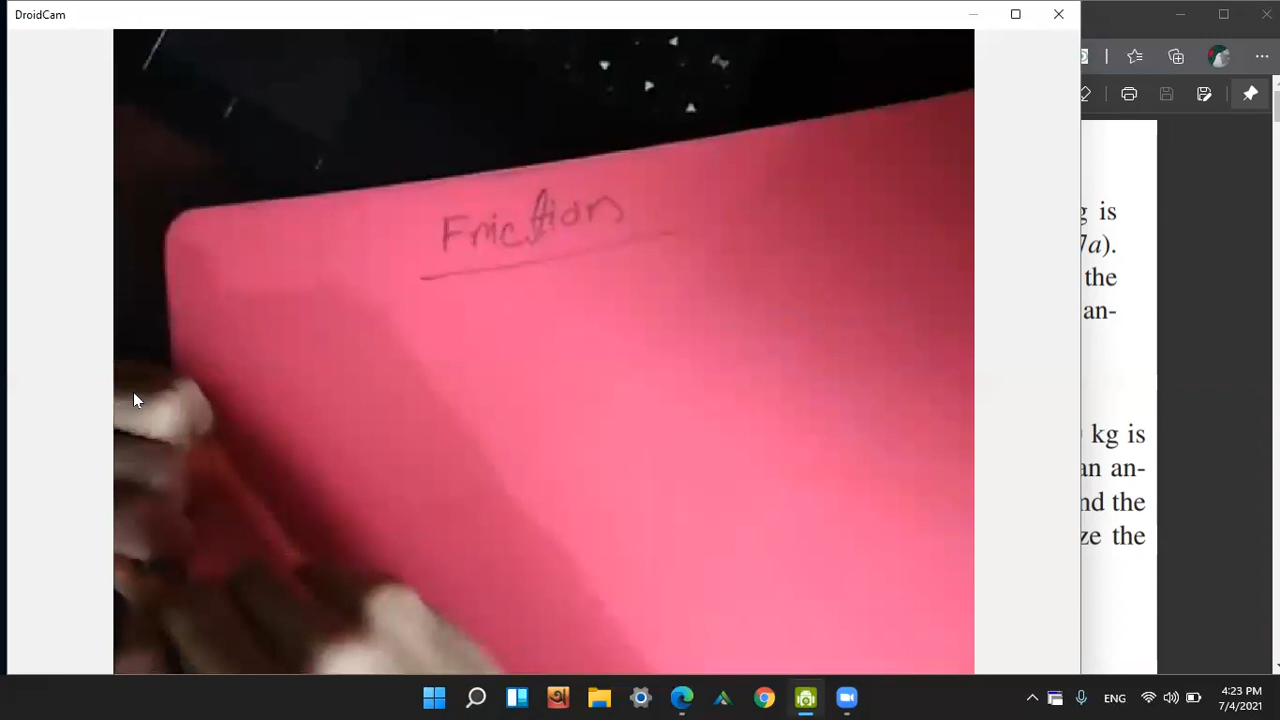 DroidCam
Friction
g is
7a).
the
an-
kg is
an an-
nd the
ze the
ENG
4:23 PM
7/4/2021